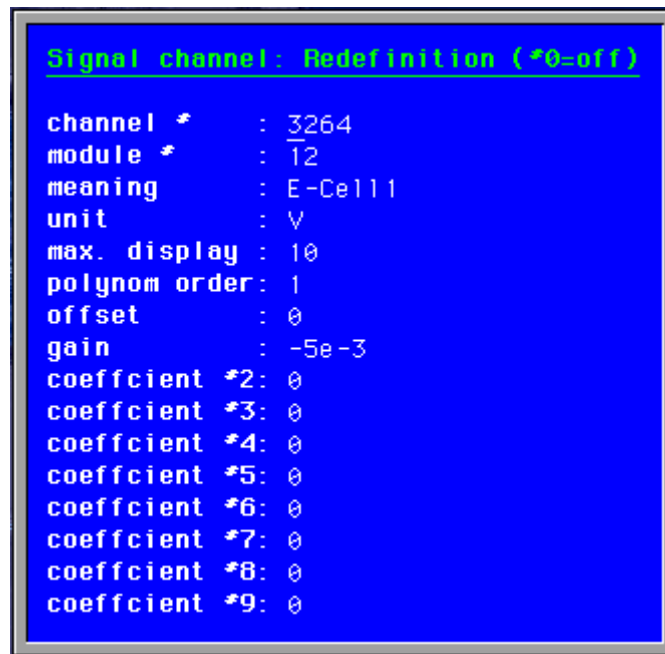 Signal channel: Redefinition (#0=off)
channel # : 3264
module # : 12
meaning : E-Cell1
unit : V
max. display : 10
polynom order: 1
offset : 0
gain : -5e-3
coeffcient #2: 0
coeffcient #3: 0
coeffcient #4: 0
coeffcient #5: 0
coeffcient #6: 0
coeffcient #7: 0
coeffcient #8: 0
coeffcient #9: 0